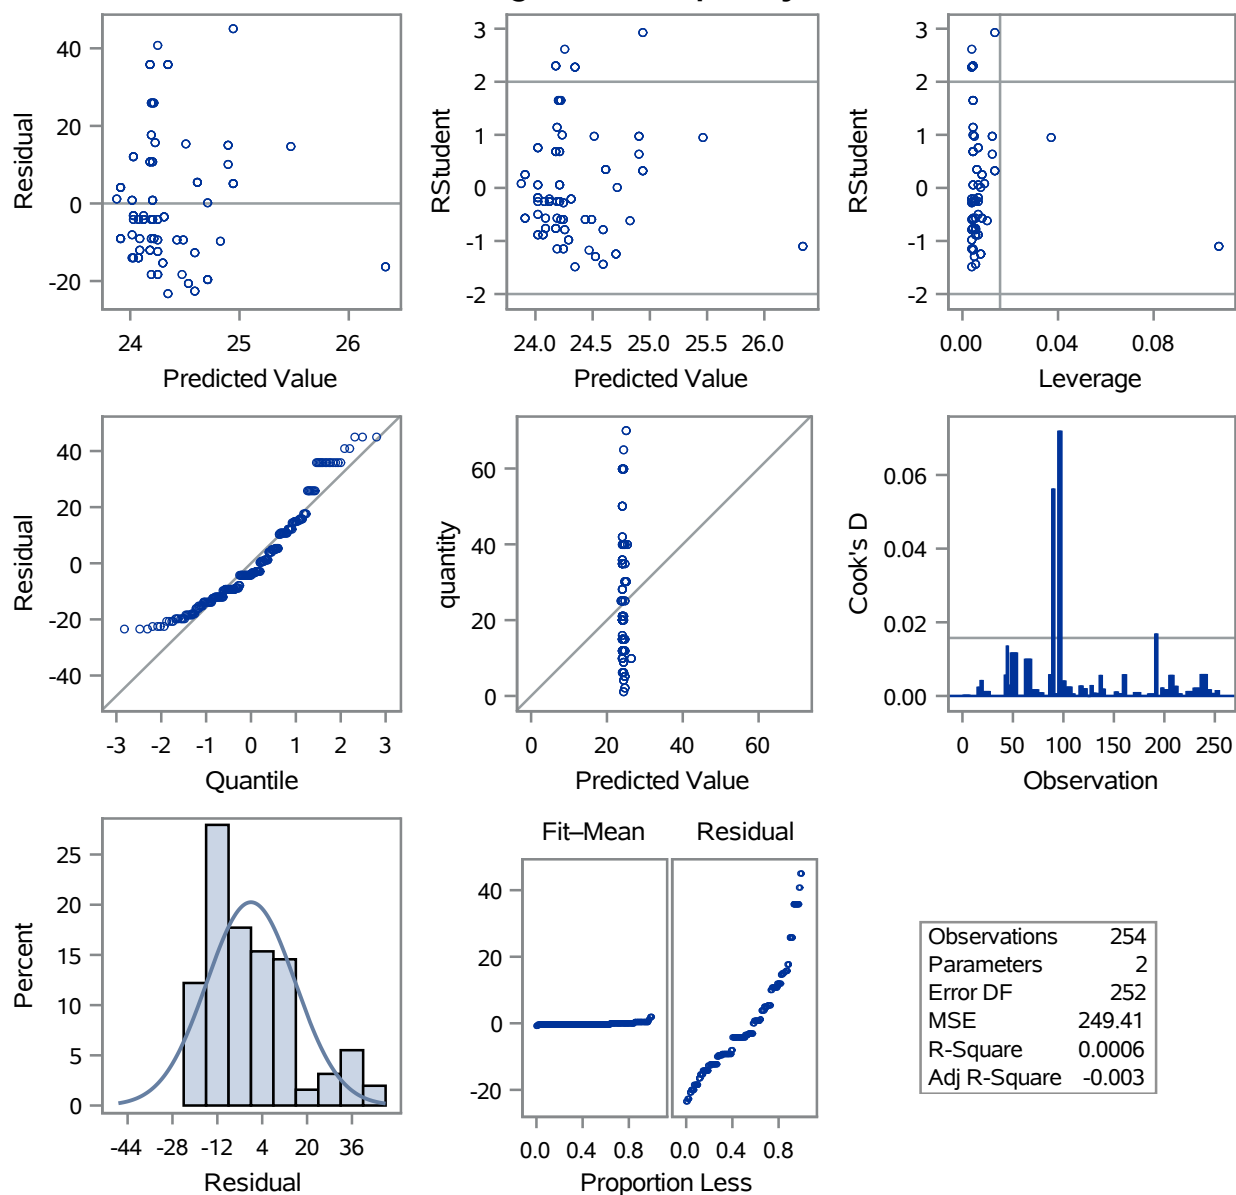 Residual
40
20
0
-20
24 25 26
Predicted Value
RStudent
3
2
1
0
-1
-2
24.0 24.5 25.0 25.5 26.0
Predicted Value
RStudent
3
2
1
0
-1
-2
0.00 0.04 0.08
Leverage
Residual
40
20
0
-20
-40
-3 -2 -1 0 1 2 3
Quantile
quantity
60
40
20
0
0 20 40 60
Predicted Value
Cook's D
0.06
0.04
0.02
0.00
0 50 100 150 200 250
Observation
Percent
25
20
15
10
5
0
-44 -28 -12 4 20 36
Residual
Fit–Mean Residual
40
20
0
-20
0.0 0.4 0.8 0.0 0.4 0.8
Proportion Less
Observations 254
Parameters 2
Error DF 252
MSE 249.41
R-Square 0.0006
Adj R-Square -0.003